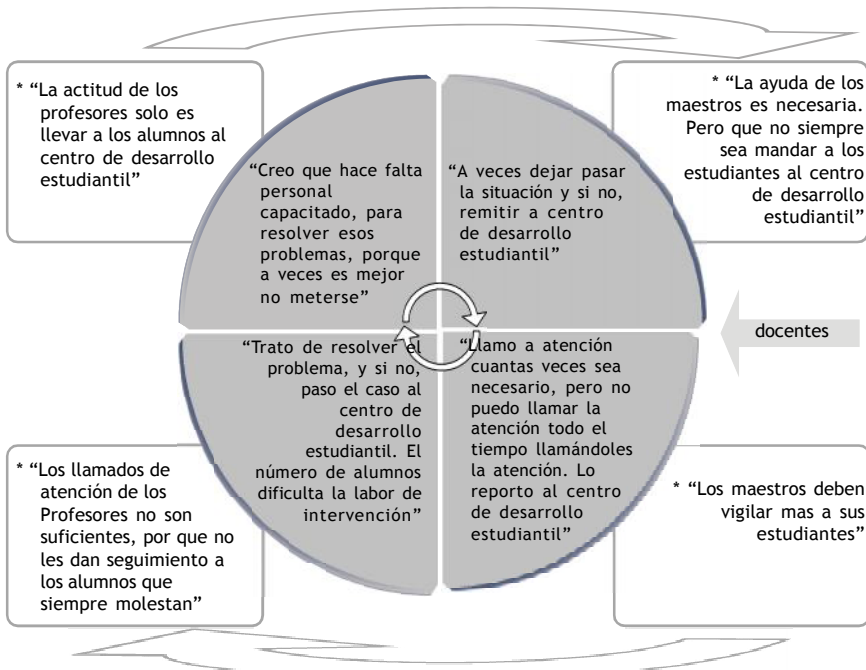 * “La actitud de los
profesores solo es
llevar a los alumnos al
centro de desarrollo
estudiantil”
* “La ayuda de los
maestros es necesaria.
Pero que no siempre
sea mandar a los
estudiantes al centro
de desarrollo
estudiantil”
“Creo que hace falta
personal
capacitado, para
resolver esos
problemas, porque
a veces es mejor
no meterse”
“A veces dejar pasar
la situación y si no,
remitir a centro
de desarrollo
estudiantil”
docentes
“Trato de resolver el
problema, y si no,
paso el caso al
centro de
desarrollo
estudiantil. El
número de alumnos
dificulta la labor de
intervención”
“Llamo a atención
cuantas veces sea
necesario, pero no
puedo llamar la
atención todo el
tiempo llamándoles
la atención. Lo
reporto al centro
de desarrollo
estudiantil”
* “Los llamados de
atención de los
Profesores no son
suficientes, por que no
les dan seguimiento a
los alumnos que
siempre molestan”
* “Los maestros deben
vigilar mas a sus
estudiantes”